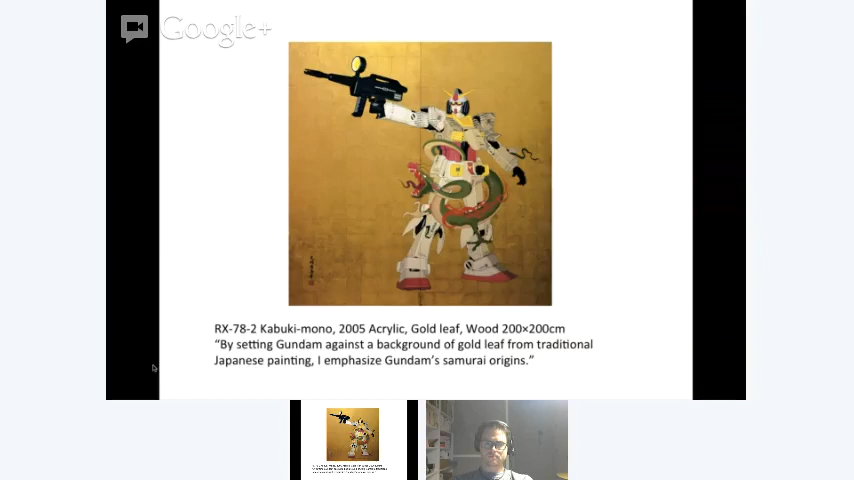 Google+
RX-78-2 Kabuki-mono, 2005 Acrylic, Gold leaf, Wood 200×200cm
“By setting Gundam against a background of gold leaf from traditional
Japanese painting, I emphasize Gundam’s samurai origins.”